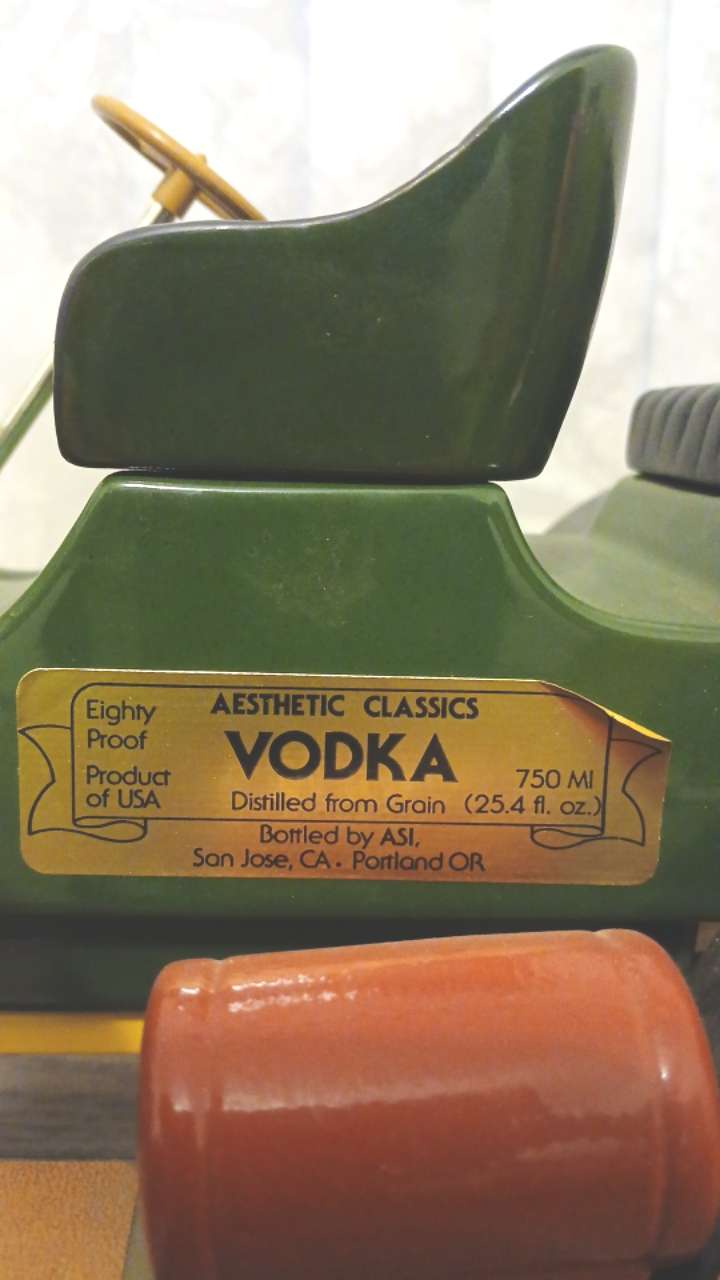 Eighty
Proof
Product
of USA
AESTHETIC CLASSICS
VODKA
750 Ml
Distilled from Grain (25.4 fl. oz.)
Bottled by ASI,
San Jose, CA. Portland OR